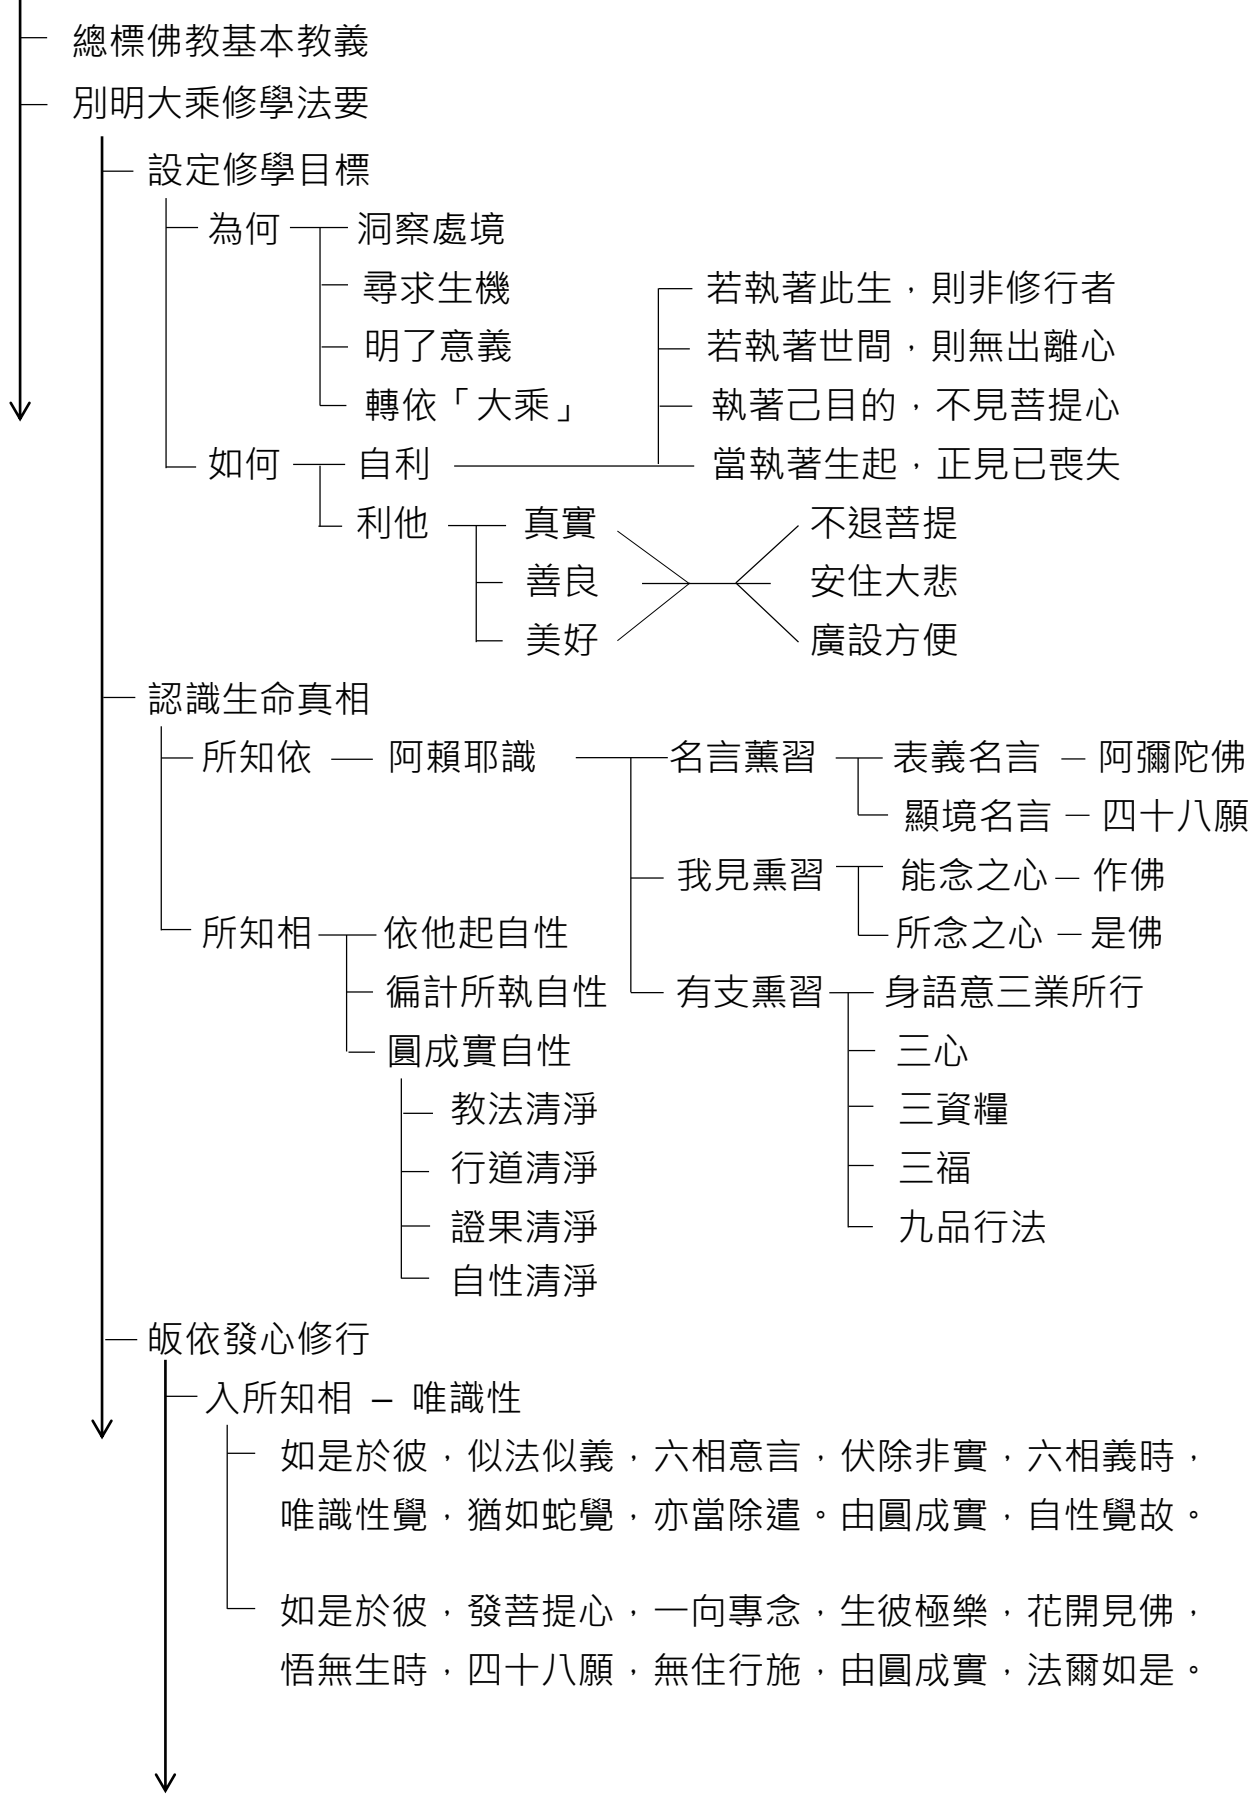 總標佛教基本教義
別明大乘修學法要
設定修學目標
為何 洞察處境
尋求生機 若執著此生，則非修行者
明了意義 若執著世間，則無出離心
轉依「大乘」 執著己目的，不見菩提心
如何 自利 當執著生起，正見已喪失
利他 真實 不退菩提
善良 安住大悲
美好 廣設方便
認識生命真相
所知依 — 阿賴耶識 名言薰習 表義名言 — 阿彌陀佛
顯境名言 — 四十八願
我見熏習 能念之心 — 作佛
所知相 依他起自性 所念之心 — 是佛
徧計所執自性 有支熏習 身語意三業所行
圓成實自性 三心
教法清淨 三資糧
行道清淨 三福
證果清淨 九品行法
自性清淨
皈依發心修行
入所知相 – 唯識性
如是於彼，似法似義，六相意言，伏除非實，六相義時，
唯識性覺，猶如蛇覺，亦當除遣。由圓成實，自性覺故。
如是於彼，發菩提心，一向專念，生彼極樂，花開見佛，
悟無生時，四十八願，無住行施，由圓成實，法爾如是。